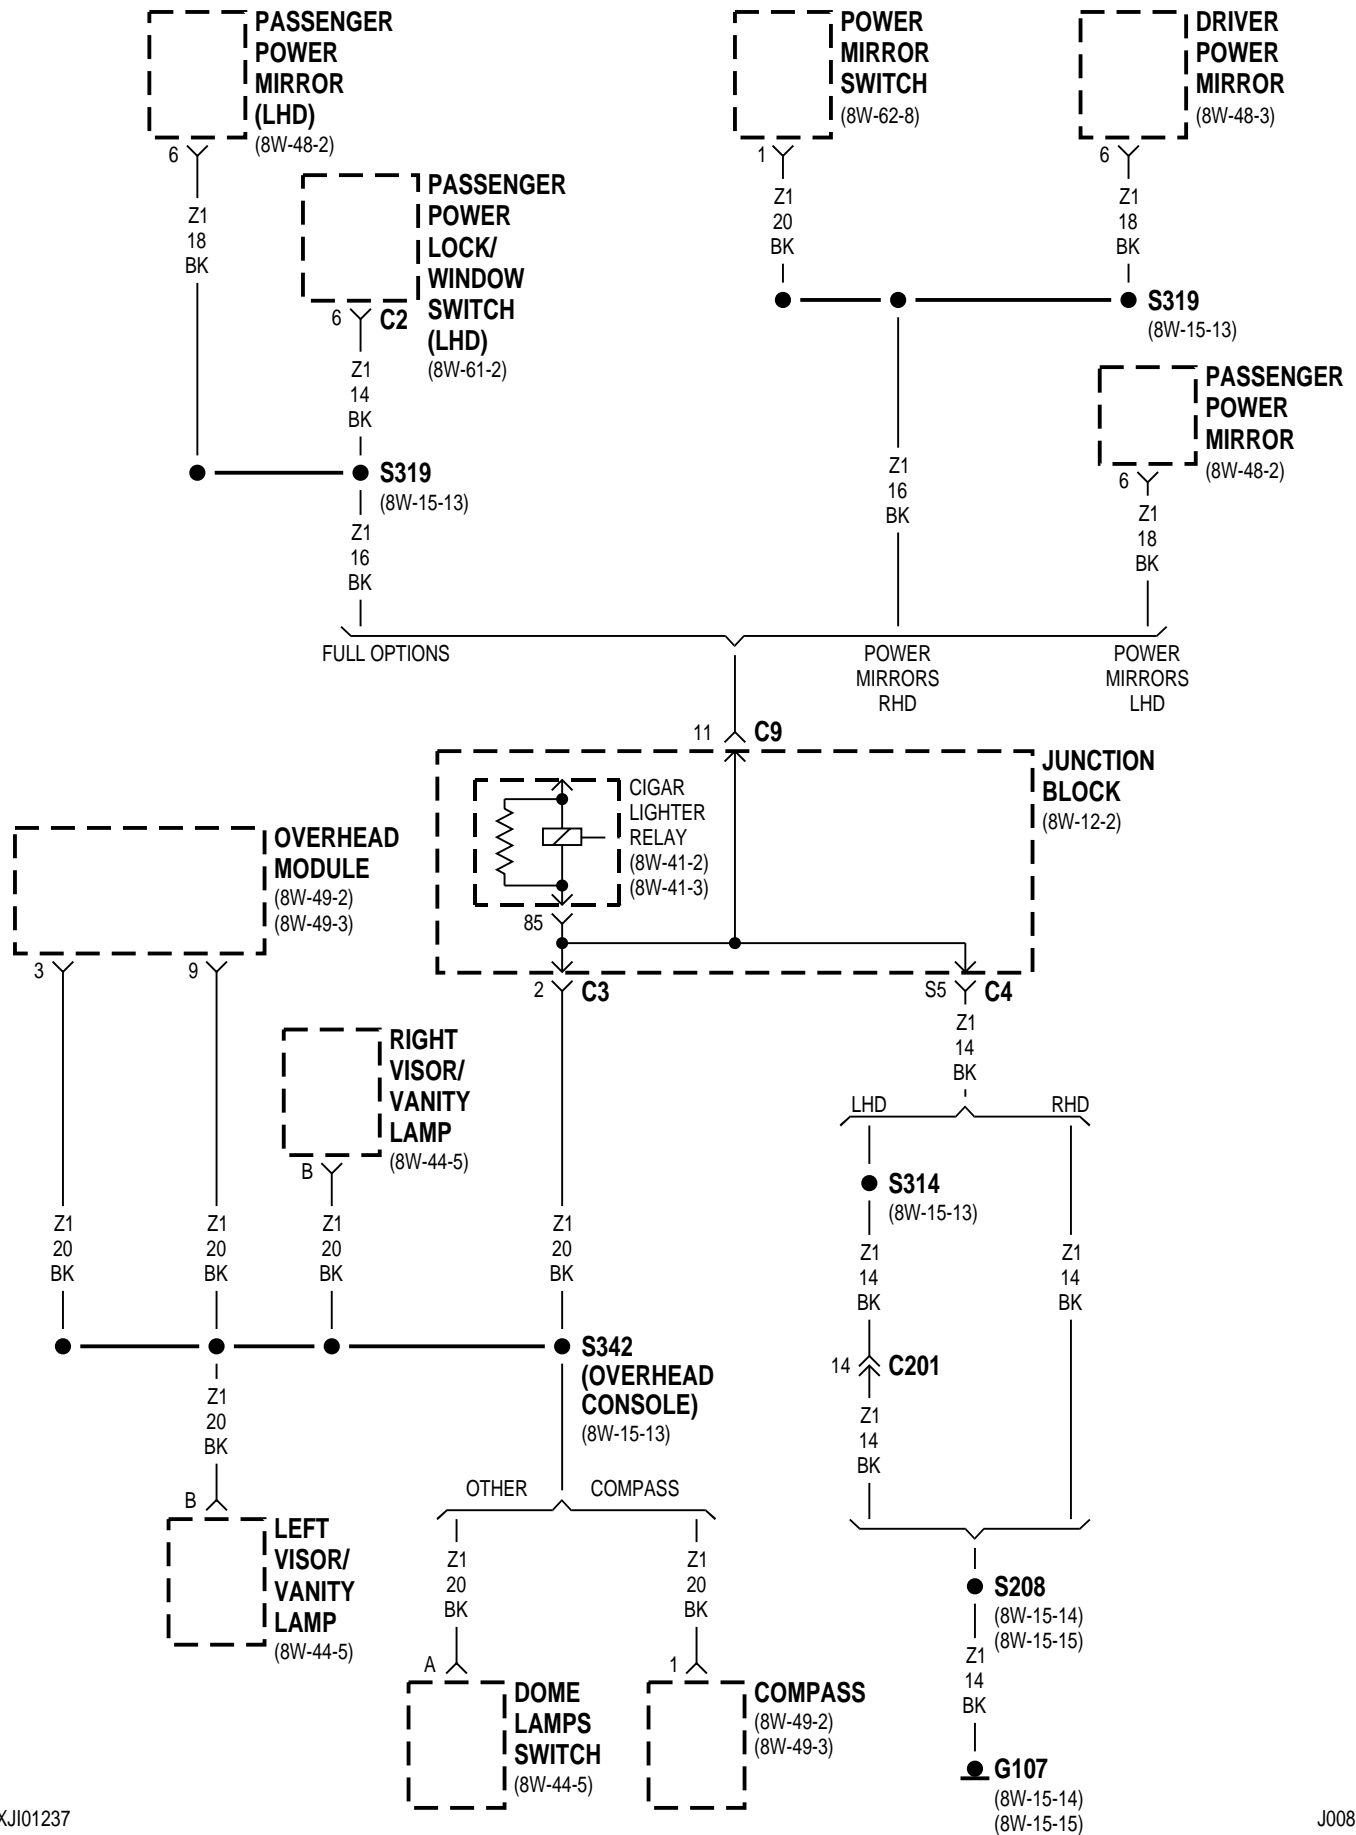 PASSENGER
POWER
MIRROR
(LHD)
(8W-48-2)
6
Z1
18
BK
PASSENGER
POWER
LOCK/
WINDOW
SWITCH
(LHD)
(8W-61-2)
6
C2
Z1
14
BK
S319
(8W-15-13)
Z1
16
BK
POWER
MIRROR
SWITCH
(8W-62-8)
1
Z1
20
BK
DRIVER
POWER
MIRROR
(8W-48-3)
6
Z1
18
BK
S319
(8W-15-13)
Z1
16
BK
PASSENGER
POWER
MIRROR
(8W-48-2)
6
Z1
18
BK
FULL OPTIONS
POWER
MIRRORS
RHD
POWER
MIRRORS
LHD
11
C9
JUNCTION
BLOCK
(8W-12-2)
CIGAR
LIGHTER
RELAY
(8W-41-2)
(8W-41-3)
85
2
C3
S5
C4
OVERHEAD
MODULE
(8W-49-2)
(8W-49-3)
3
9
RIGHT
VISOR/
VANITY
LAMP
(8W-44-5)
B
Z1
20
BK
Z1
20
BK
Z1
20
BK
Z1
20
BK
S342
(OVERHEAD
CONSOLE)
(8W-15-13)
Z1
20
BK
B
LEFT
VISOR/
VANITY
LAMP
(8W-44-5)
OTHER
COMPASS
Z1
20
BK
A
DOME
LAMPS
SWITCH
(8W-44-5)
Z1
20
BK
1
COMPASS
(8W-49-2)
(8W-49-3)
Z1
14
BK
LHD
RHD
S314
(8W-15-13)
Z1
14
BK
Z1
14
BK
14
C201
Z1
14
BK
S208
(8W-15-14)
(8W-15-15)
Z1
14
BK
G107
(8W-15-14)
(8W-15-15)
XJI01237
J008